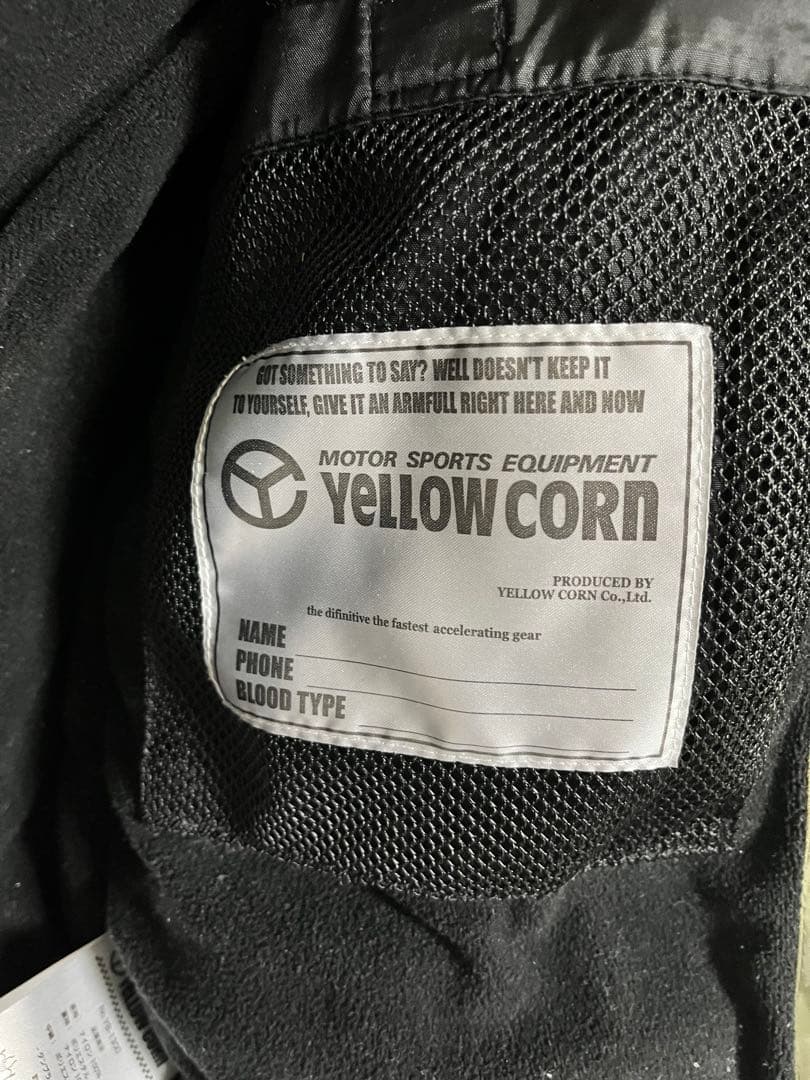 GOT SOMETHING TO SAY? WELL DOESN'T KEEP IT
TO YOURSELF, GIVE IT AN ARMFULL RIGHT HERE AND NOW
MOTOR SPORTS EQUIPMENT
YeLLOW CORn
PRODUCED BY
YELLOW CORN Co.,Ltd.
the difinitive the fastest accelerating gear
NAME
PHONE
BLOOD TYPE